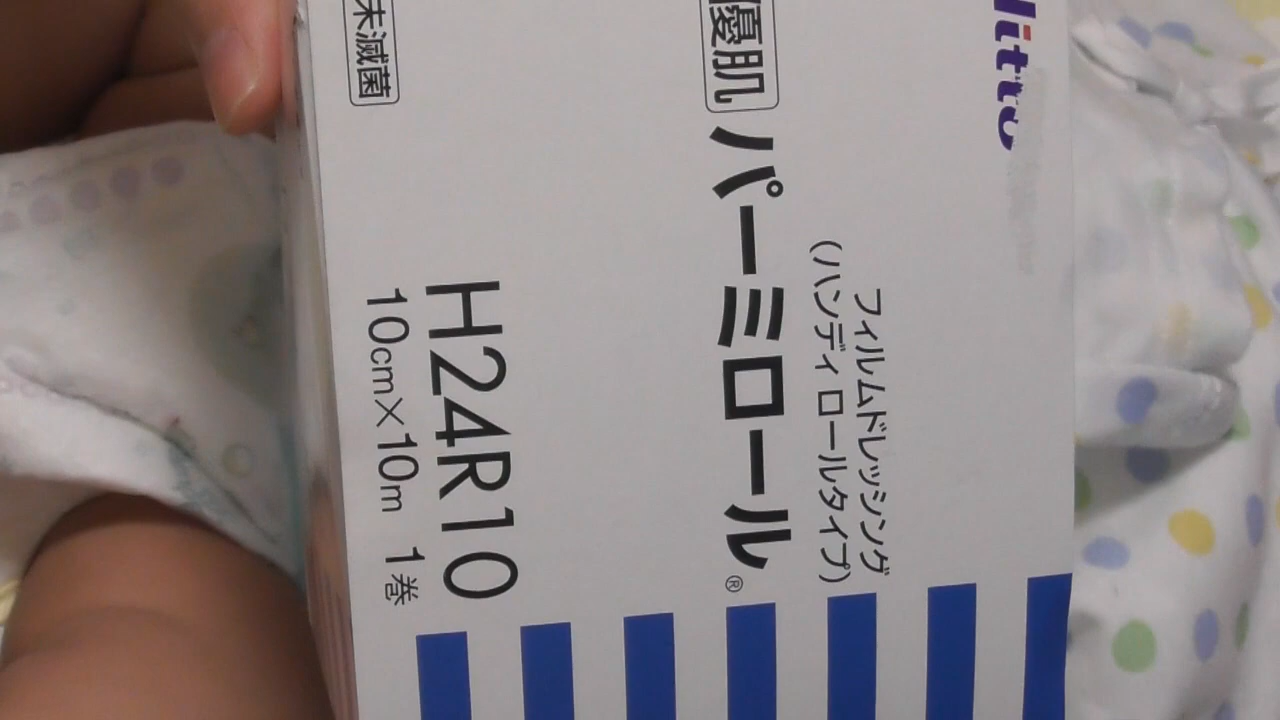 Nitto
フィルムドレッシング
(ハンディロールタイプ)
優肌 パーミロール®
H24R10
10cm×10m 1巻
未滅菌